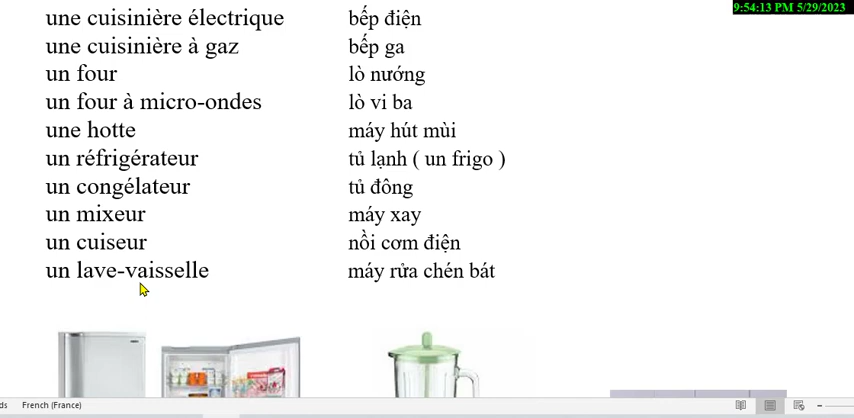 9:54:13 PM 5/29/2023
une cuisinière électrique bếp điện
une cuisinière à gaz bếp ga
un four lò nướng
un four à micro-ondes lò vi ba
une hotte máy hút mùi
un réfrigérateur tủ lạnh ( un frigo )
un congélateur tủ đông
un mixeur máy xay
un cuiseur nồi cơm điện
un lave-vaisselle máy rửa chén bát
French (France)